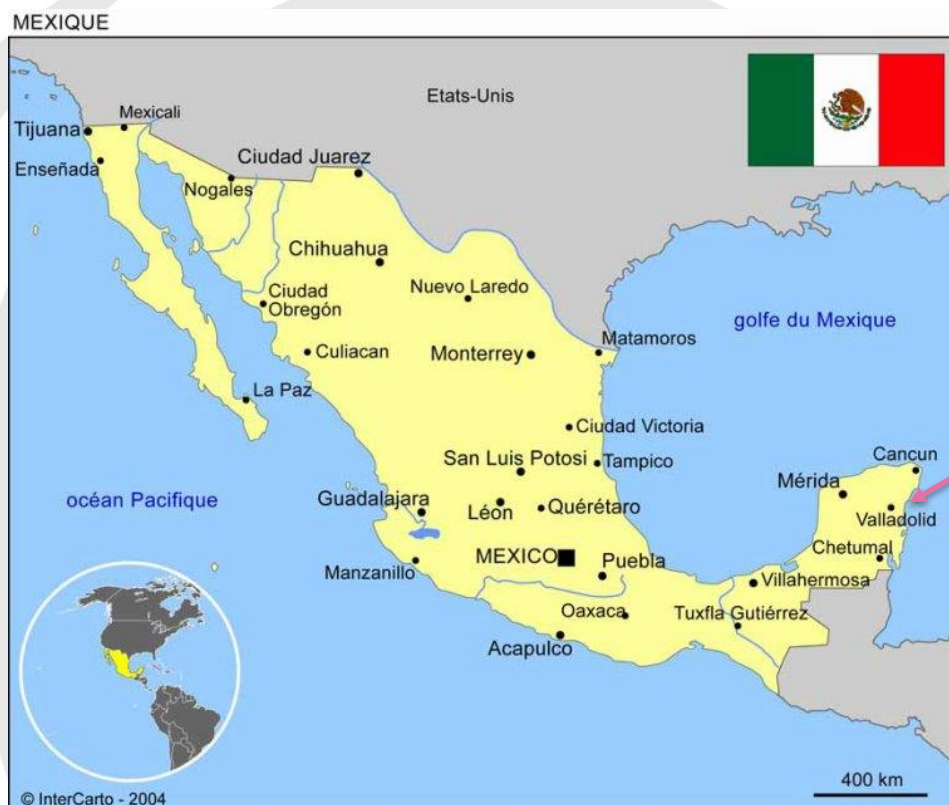 MEXIQUE
Etats-Unis
Mexicali
Tijuana
Enseñada
Ciudad Juarez
Nogales
Chihuahua
Nuevo Laredo
Ciudad
Obregón
golfe du Mexique
Matamoros
Culiacan
Monterrey
La Paz
Ciudad Victoria
San Luis Potosi
Tampico
Cancun
Mérida
océan Pacifique
Guadalajara
Léon
Quérétaro
Valladolid
Chetumal
MEXICO
Puebla
Manzanillo
Villahermosa
Oaxaca
Tuxfla Gutiérrez
Acapulco
400 km
© InterCarto - 2004